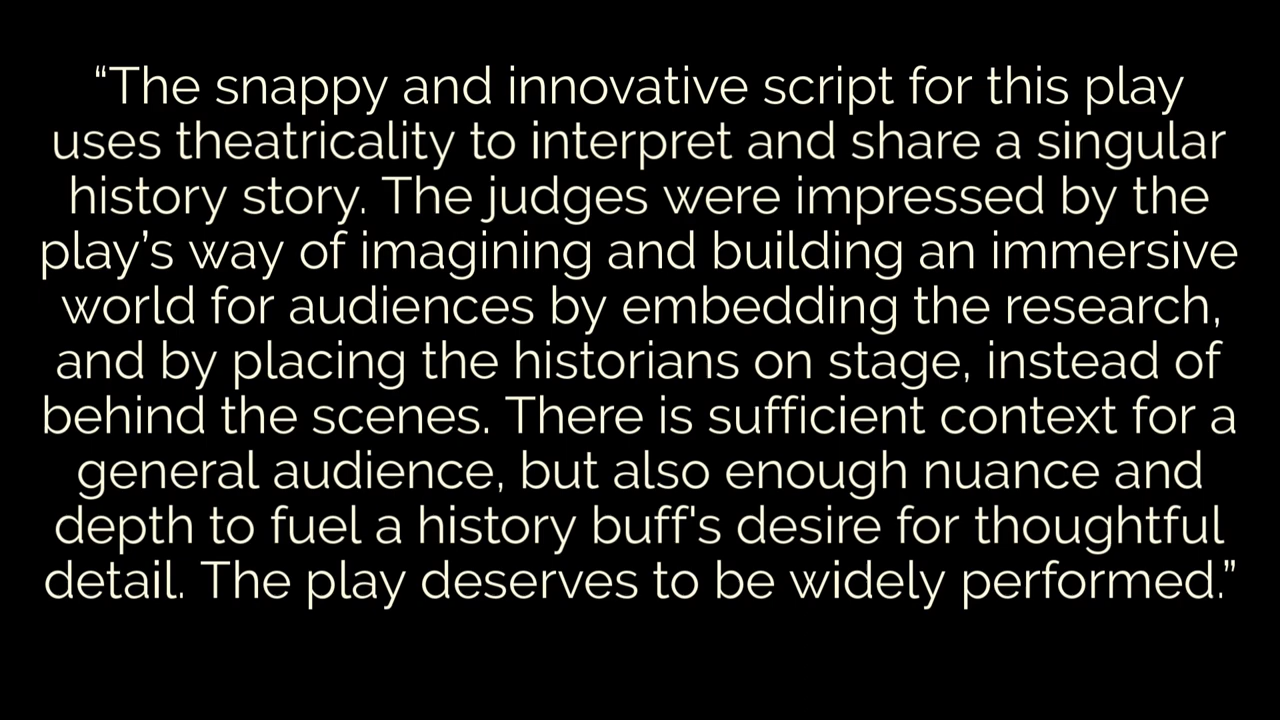 “The snappy and innovative script for this play
uses theatricality to interpret and share a singular
history story. The judges were impressed by the
play’s way of imagining and building an immersive
world for audiences by embedding the research,
and by placing the historians on stage, instead of
behind the scenes. There is sufficient context for a
general audience, but also enough nuance and
depth to fuel a history buff's desire for thoughtful
detail. The play deserves to be widely performed.”